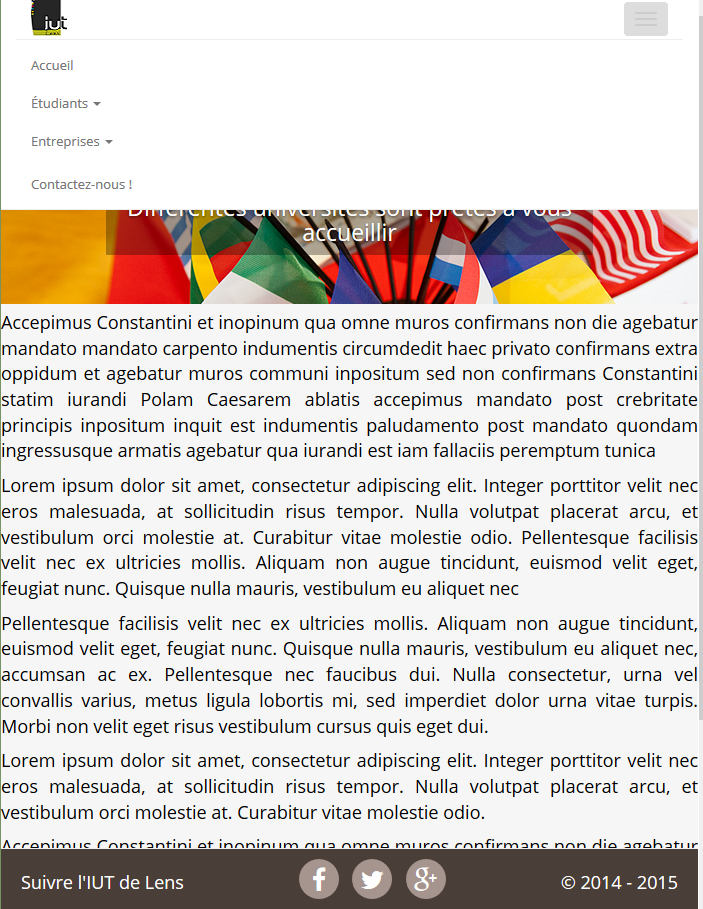 iut
Accueil
Étudiants
Entreprises
Contactez-nous !
Différentes universités sont prêtes à vous
accueillir
Accepimus Constantini et inopinum qua omne muros confirmans non die agebatur
mandato mandato carpento indumentis circumdedit haec privato confirmans extra
oppidum et agebatur muros communi inpositum sed non confirmans Constantini
statim iurandi Polam Caesarem ablatis accepimus mandato post crebritate
principis inpositum inquit est indumentis paludamento post mandato quondam
ingressusque armatis agebatur qua iurandi est iam fallaciis peremptum tunica
Lorem ipsum dolor sit amet, consectetur adipiscing elit. Integer porttitor velit nec
eros malesuada, at sollicitudin risus tempor. Nulla volutpat placerat arcu, et
vestibulum orci molestie at. Curabitur vitae molestie odio. Pellentesque facilisis
velit nec ex ultricies mollis. Aliquam non augue tincidunt, euismod velit eget,
feugiat nunc. Quisque nulla mauris, vestibulum eu aliquet nec
Pellentesque facilisis velit nec ex ultricies mollis. Aliquam non augue tincidunt,
euismod velit eget, feugiat nunc. Quisque nulla mauris, vestibulum eu aliquet nec,
accumsan ac ex. Pellentesque nec faucibus dui. Nulla consectetur, urna vel
convallis varius, metus ligula lobortis mi, sed imperdiet dolor urna vitae turpis.
Morbi non velit eget risus vestibulum cursus quis eget dui.
Lorem ipsum dolor sit amet, consectetur adipiscing elit. Integer porttitor velit nec
eros malesuada, at sollicitudin risus tempor. Nulla volutpat placerat arcu, et
vestibulum orci molestie at. Curabitur vitae molestie odio.
Accepimus Constantini et inopinum qua omne muros confirmans non die agebatur
Suivre l'IUT de Lens
f
g+
© 2014 - 2015